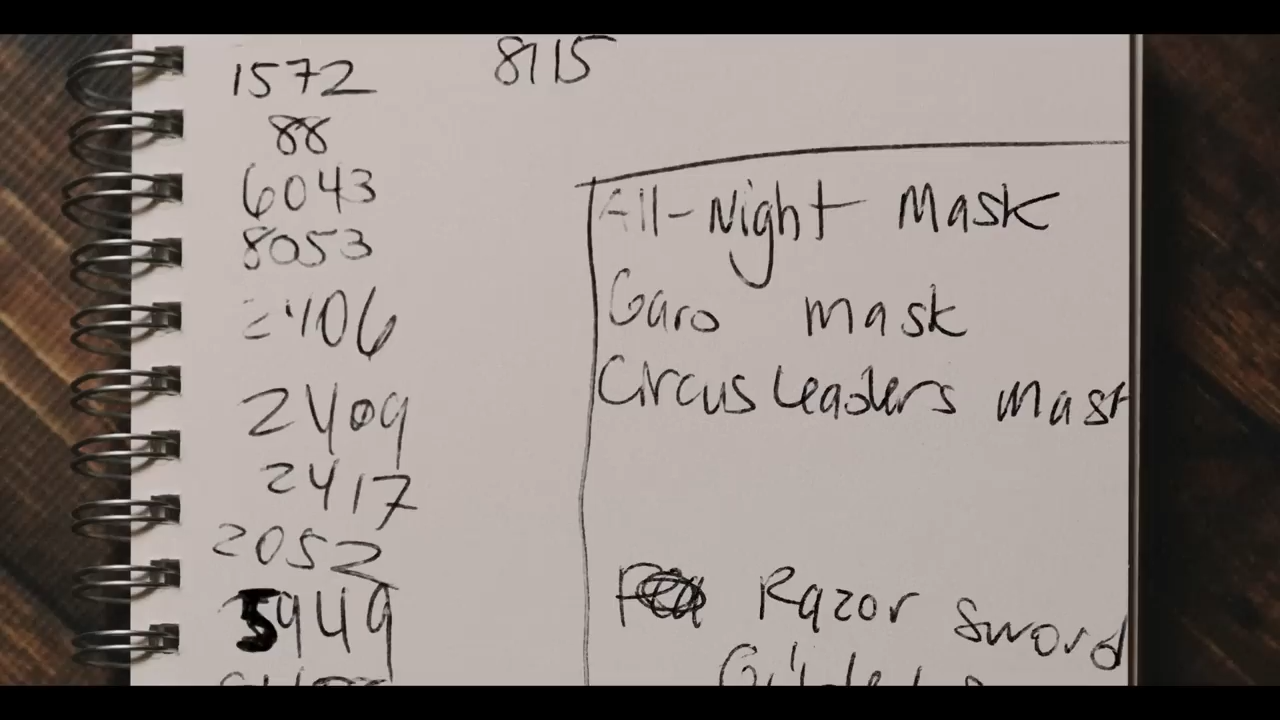 1572
88
6043
8053
2406
2409
2417
2052
5949
8115
All-Night Mask
Garo mask
Circus Leaders mask
Razor Sword